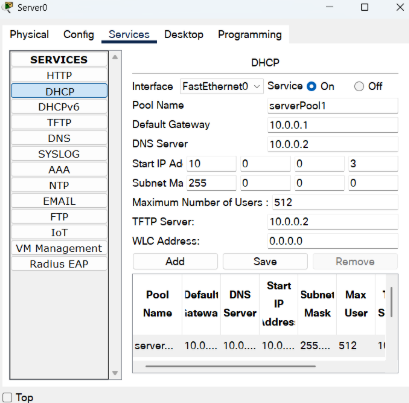 Server0
Physical Config Services Desktop Programming
SERVICES
HTTP
DHCP
DHCPv6
TFTP
DNS
SYSLOG
AAA
NTP
EMAIL
FTP
IoT
VM Management
Radius EAP
DHCP
Interface FastEthernet0 Service On Off
Pool Name serverPool1
Default Gateway 10.0.0.1
DNS Server 10.0.0.2
Start IP Ad 10 0 0 3
Subnet Ma 255 0 0 0
Maximum Number of Users : 512
TFTP Server: 10.0.0.2
WLC Address: 0.0.0.0
Add Save Remove
Pool Name
Default Gatewa
DNS Server
Start IP Addres
Subnet Mask
Max User
server... 10.0.... 10.0.... 10.0.... 255.... 512 10
Top